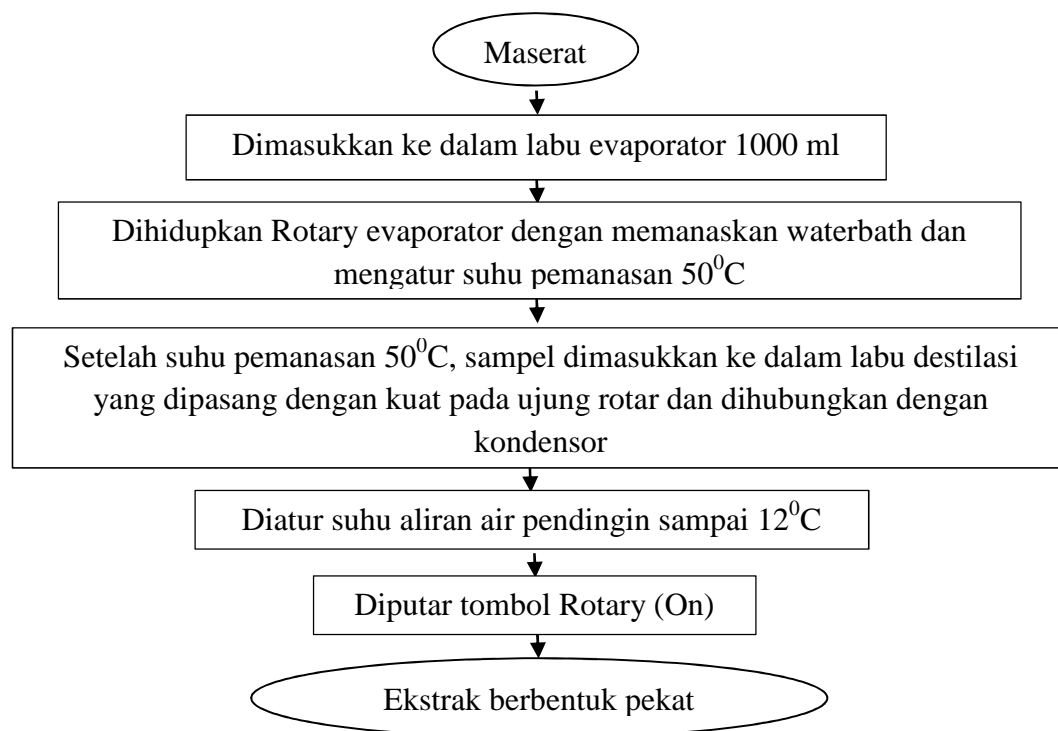 Maserat
Dimasukkan ke dalam labu evaporator 1000 ml
Dihidupkan Rotary evaporator dengan memanaskan waterbath dan
mengatur suhu pemanasan 50⁰C
Setelah suhu pemanasan 50⁰C, sampel dimasukkan ke dalam labu destilasi
yang dipasang dengan kuat pada ujung rotar dan dihubungkan dengan
kondensor
Diatur suhu aliran air pendingin sampai 12⁰C
Diputar tombol Rotary (On)
Ekstrak berbentuk pekat